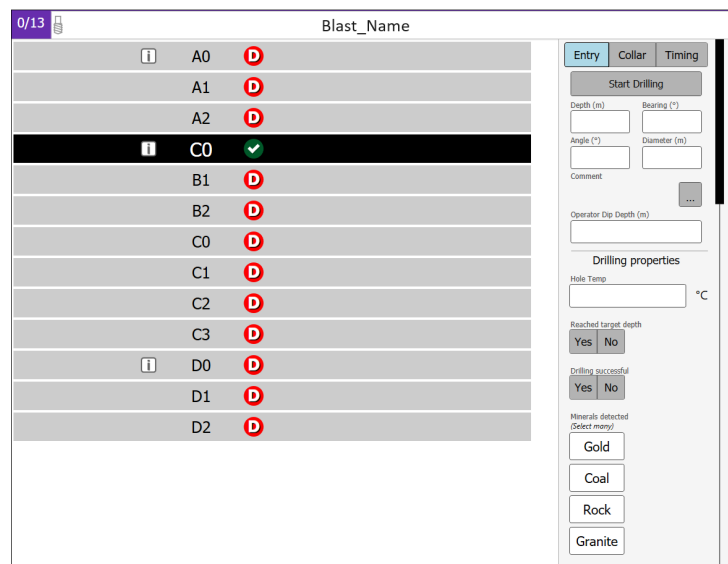 0/13
Blast_Name
i A0 D
A1 D
A2 D
i C0
B1 D
B2 D
C0 D
C1 D
C2 D
C3 D
i D0 D
D1 D
D2 D
Entry Collar Timing
Start Drilling
Depth (m) Bearing (°)
Angle (°) Diameter (m)
Comment
...
Operator Dip Depth (m)
Drilling properties
Hole Temp
°C
Reached target depth
Yes No
Drilling successful
Yes No
Minerals detected
(Select many)
Gold
Coal
Rock
Granite